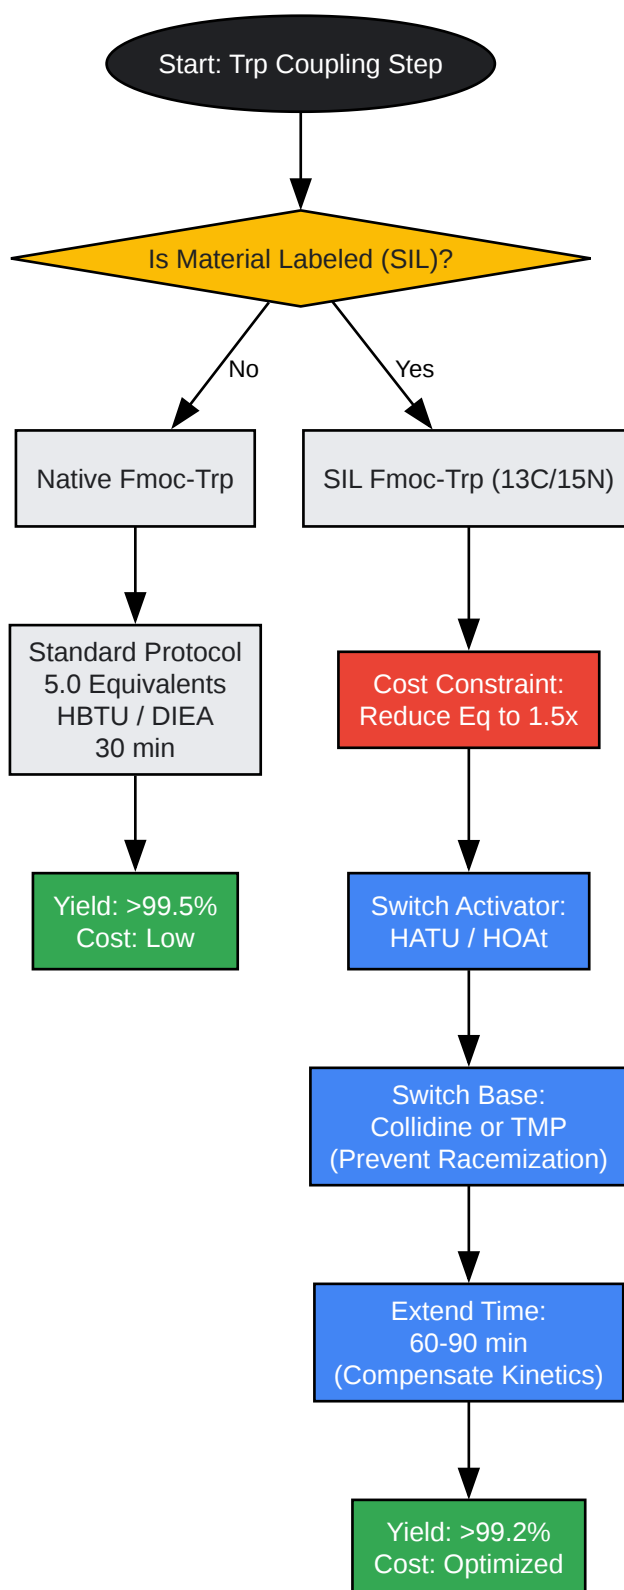 Start: Trp Coupling Step
Is Material Labeled (SIL)?
No
Yes
Native Fmoc-Trp
SIL Fmoc-Trp (13C/15N)
Standard Protocol
5.0 Equivalents
HBTU / DIEA
30 min
Cost Constraint:
Reduce Eq to 1.5x
Yield: >99.5%
Cost: Low
Switch Activator:
HATU / HOAt
Switch Base:
Collidine or TMP
(Prevent Racemization)
Extend Time:
60-90 min
(Compensate Kinetics)
Yield: >99.2%
Cost: Optimized